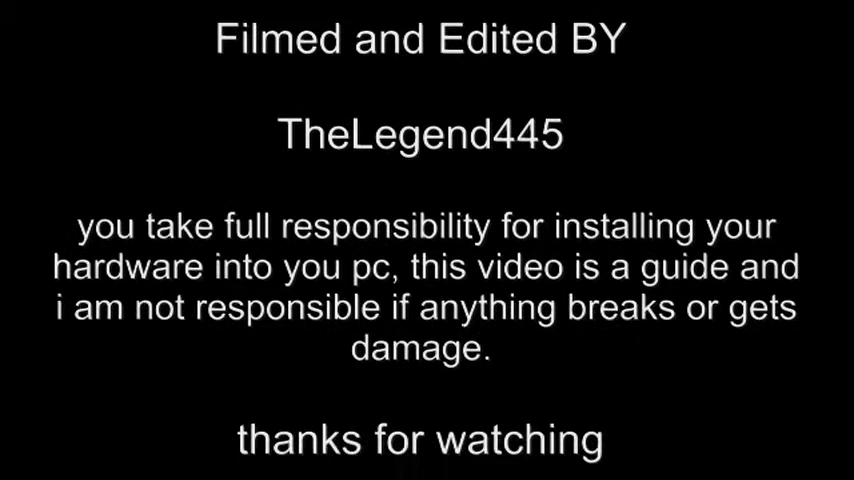 Filmed and Edited BY
TheLegend445
you take full responsibility for installing your
hardware into you pc, this video is a guide and
i am not responsible if anything breaks or gets
damage.
thanks for watching